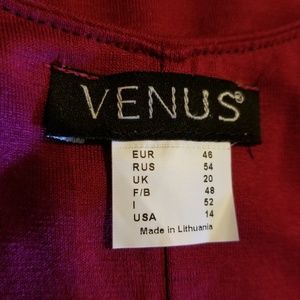 VENUS®
EUR 46
RUS 54
UK 20
F/B 48
I 52
USA 14
Made in Lithuania